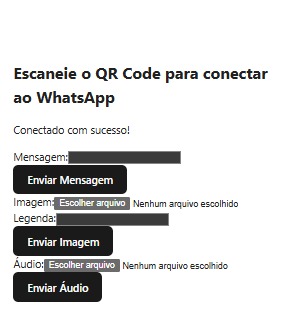 Escaneie o QR Code para conectar
ao WhatsApp
Conectado com sucesso!
Mensagem:
Enviar Mensagem
Imagem: Escolher arquivo Nenhum arquivo escolhido
Legenda:
Enviar Imagem
Áudio: Escolher arquivo Nenhum arquivo escolhido
Enviar Áudio